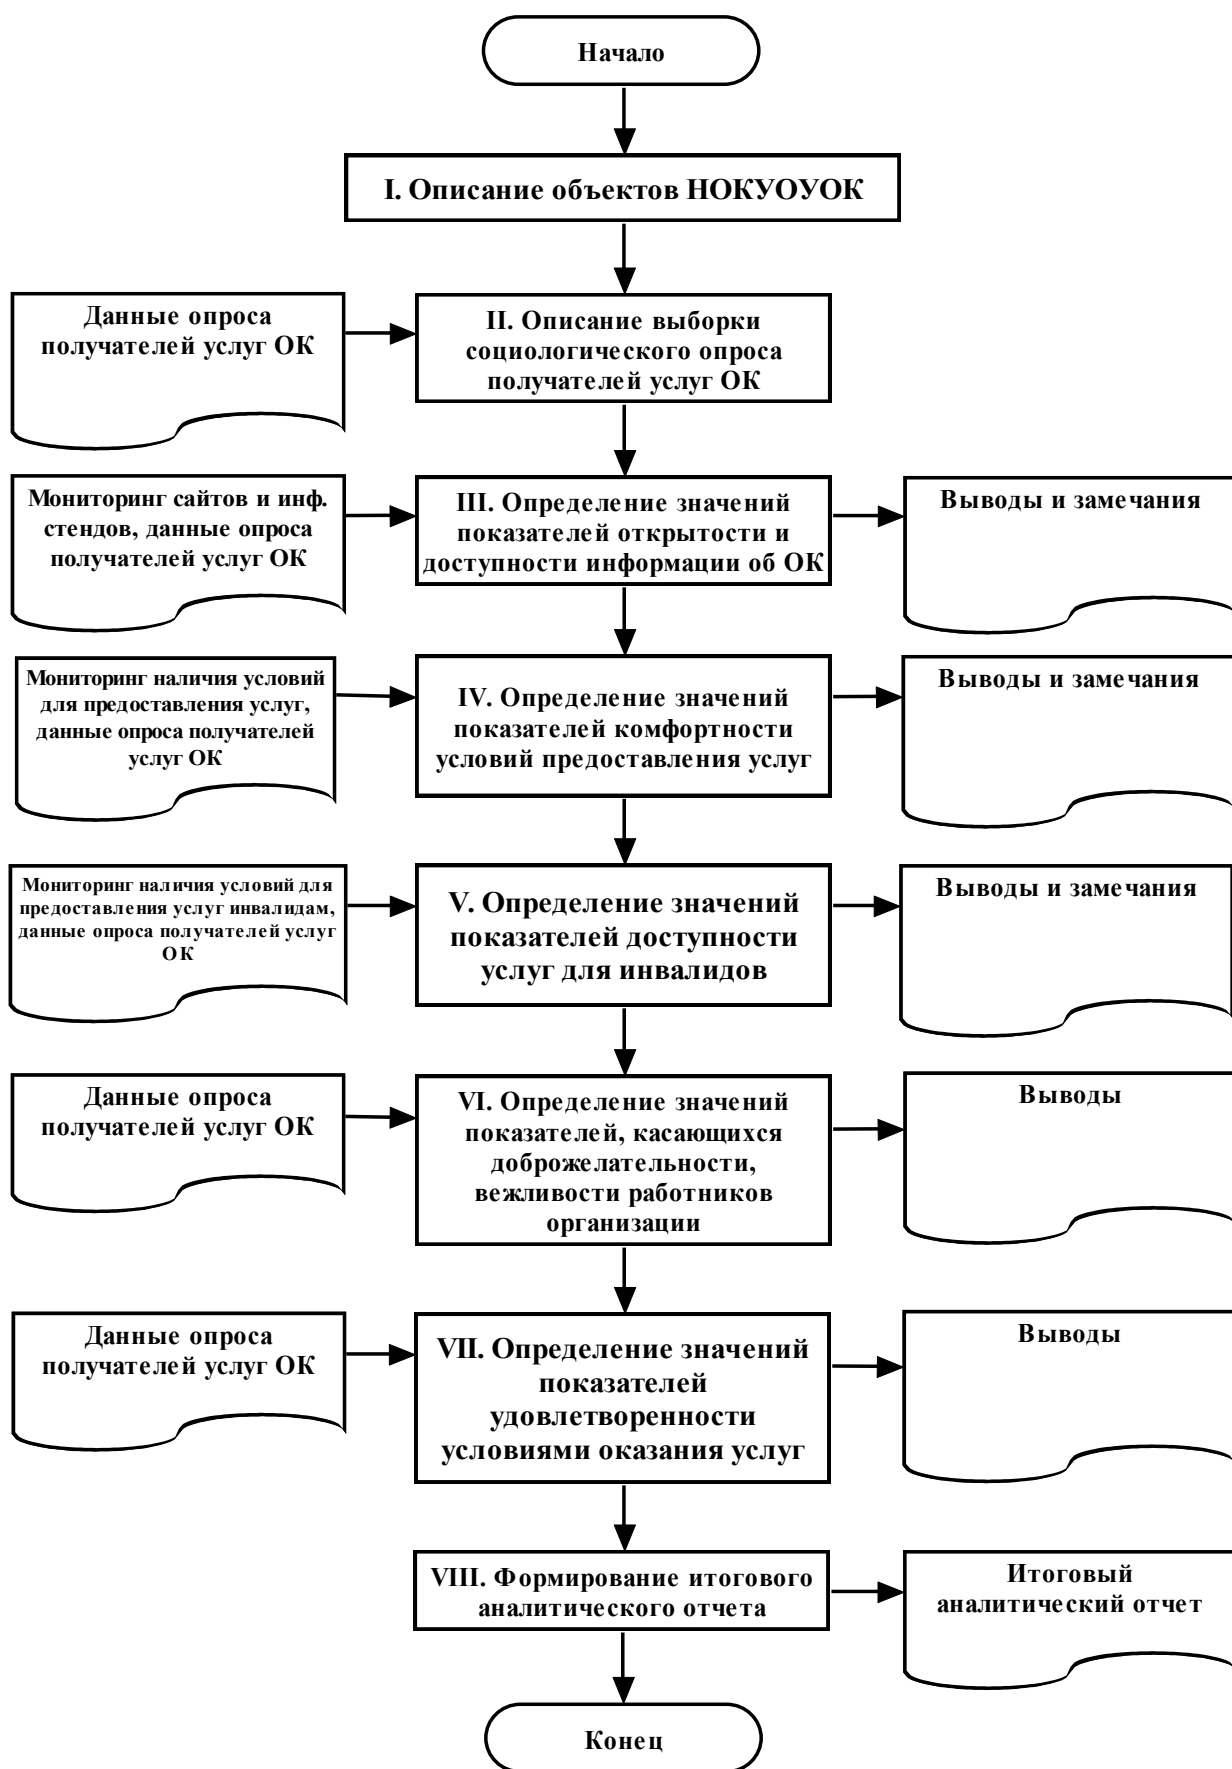 Начало
I. Описание объектов НОКУОУОК
Данные опроса
получателей услуг ОК
II. Описание выборки
социологического опроса
получателей услуг ОК
Мониторинг сайтов и инф.
стендов, данные опроса
получателей услуг ОК
III. Определение значений
показателей открытости и
доступности информации об ОК
Выводы и замечания
Мониторинг наличия условий
для предоставления услуг,
данные опроса получателей
услуг ОК
IV. Определение значений
показателей комфортности
условий предоставления услуг
Выводы и замечания
Мониторинг наличия условий для
предоставления услуг инвалидам,
данные опроса получателей услуг
ОК
V. Определение значений
показателей доступности
услуг для инвалидов
Выводы и замечания
Данные опроса
получателей услуг ОК
VI. Определение значений
показателей, касающихся
доброжелательности,
вежливости работников
организации
Выводы
Данные опроса
получателей услуг ОК
VII. Определение значений
показателей
удовлетворенности
условиями оказания услуг
Выводы
VIII. Формирование итогового
аналитического отчета
Итоговый
аналитический отчет
Конец